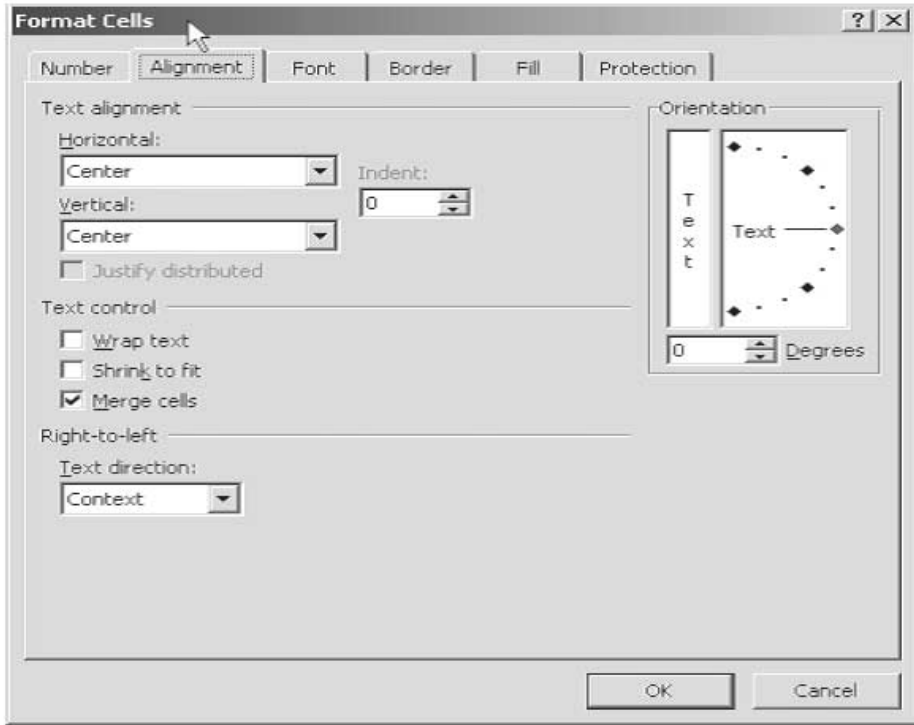 Format Cells
Number Alignment Font Border Fill Protection
Text alignment
Horizontal:
Center
Indent:
0
Vertical:
Center
Justify distributed
Text control
Wrap text
Shrink to fit
Merge cells
Right-to-left
Text direction:
Context
Orientation
Text
Text
0 Degrees
OK Cancel